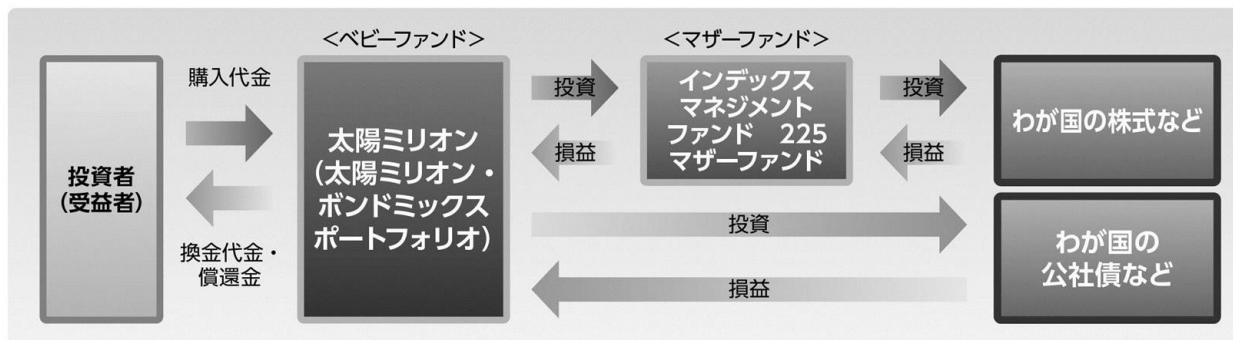 投資者
(受益者)
購入代金
換金代金・
償還金
<ベビーファンド>
太陽ミリオン
(太陽ミリオン・
ボンドミックス
ポートフォリオ)
投資
損益
<マザーファンド>
インデックス
マネジメント
ファンド　225
マザーファンド
投資
損益
わが国の株式など
投資
損益
わが国の
公社債など